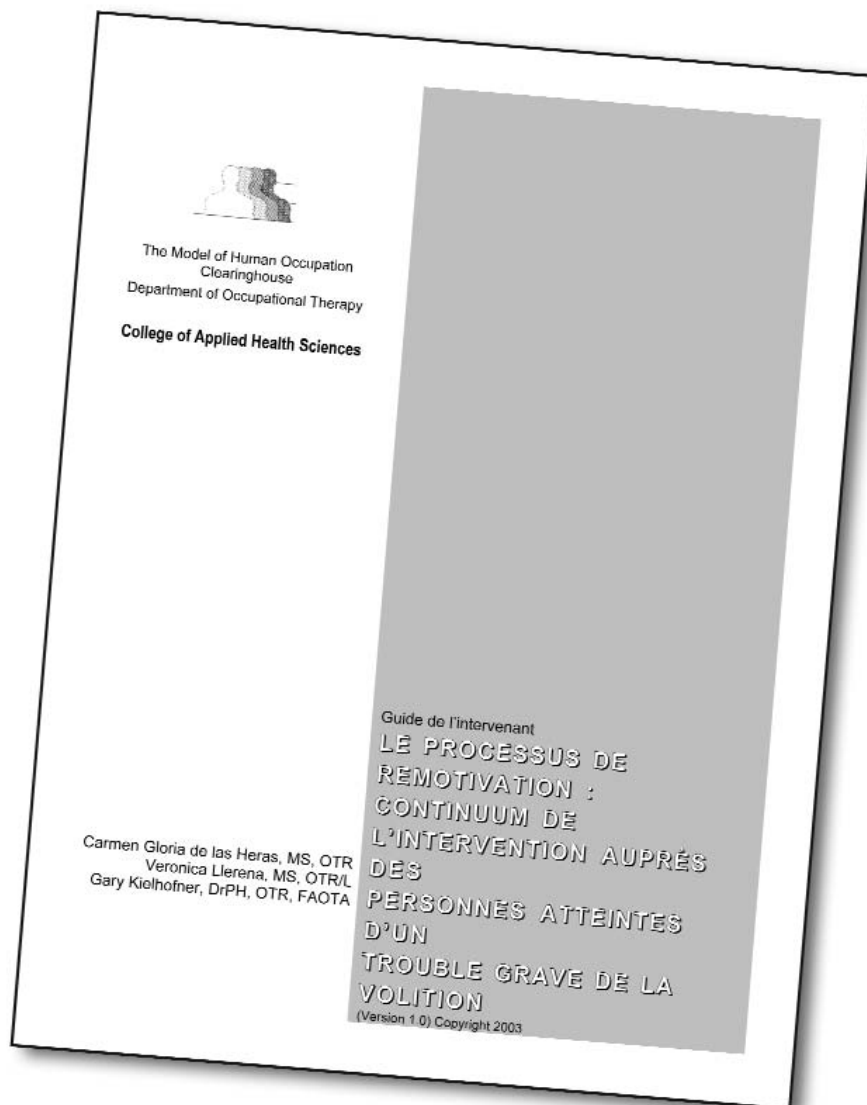 The Model of Human Occupation
Clearinghouse
Department of Occupational Therapy
College of Applied Health Sciences
Carmen Gloria de las Heras, MS, OTR
Veronica Llerena, MS, OTR/L
Gary Kielhofner, DrPH, OTR, FAOTA
Guide de l'intervenant
LE PROCESSUS DE
REMOTIVATION :
CONTINUUM DE
L'INTERVENTION AUPRÉS
DES
PERSONNES ATTEINTES
D'UN
TROUBLE GRAVE DE LA
VOLITION
(Version 1.0) Copyright 2003